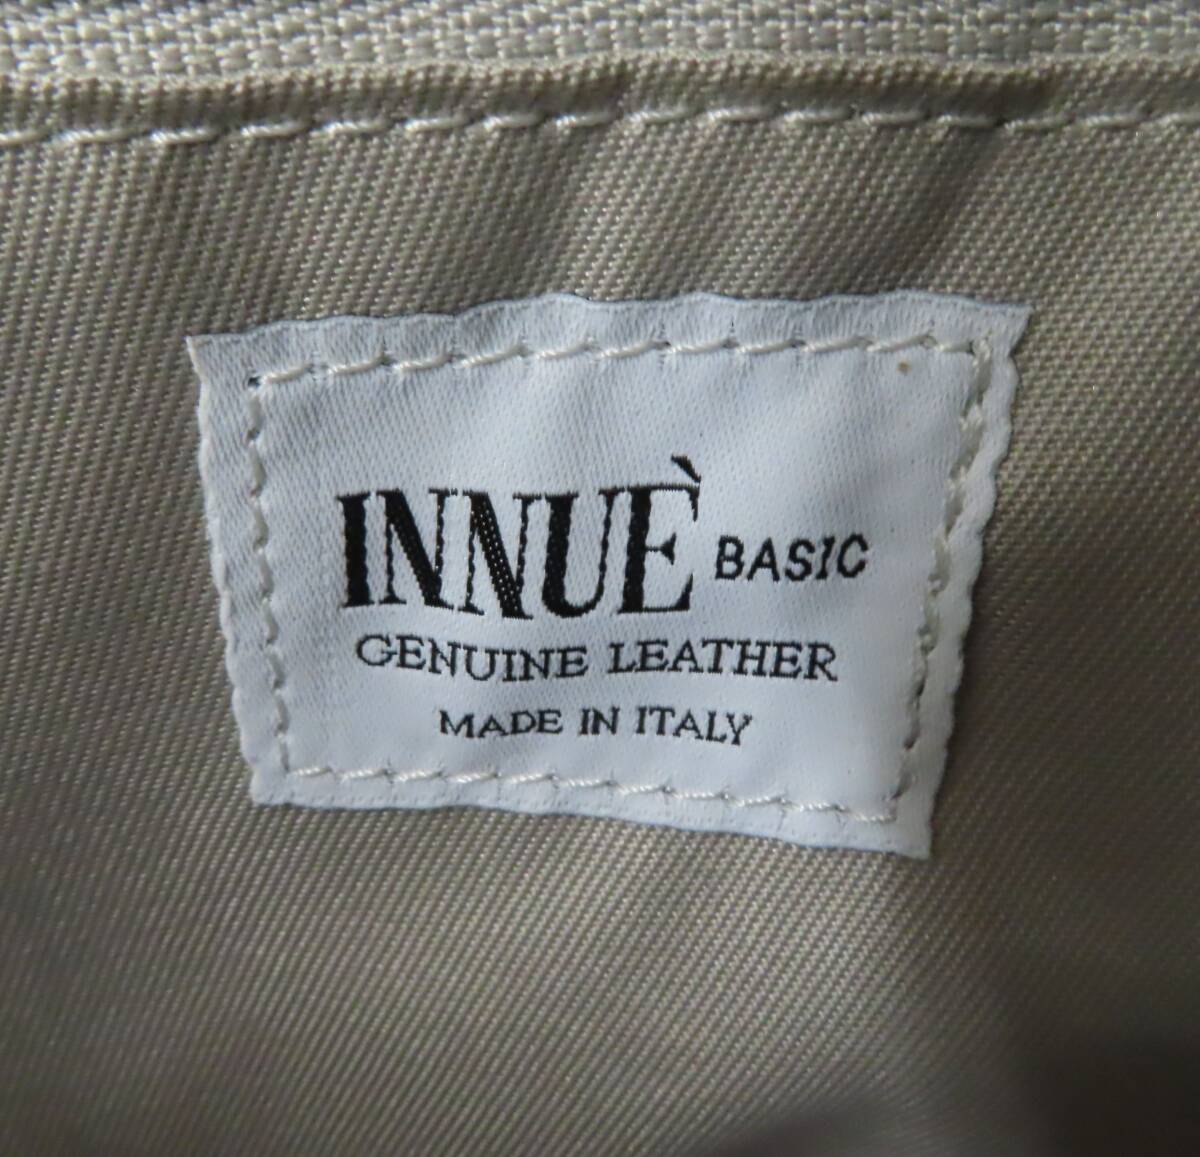 INNUÈ BASIC
GENUINE LEATHER
MADE IN ITALY